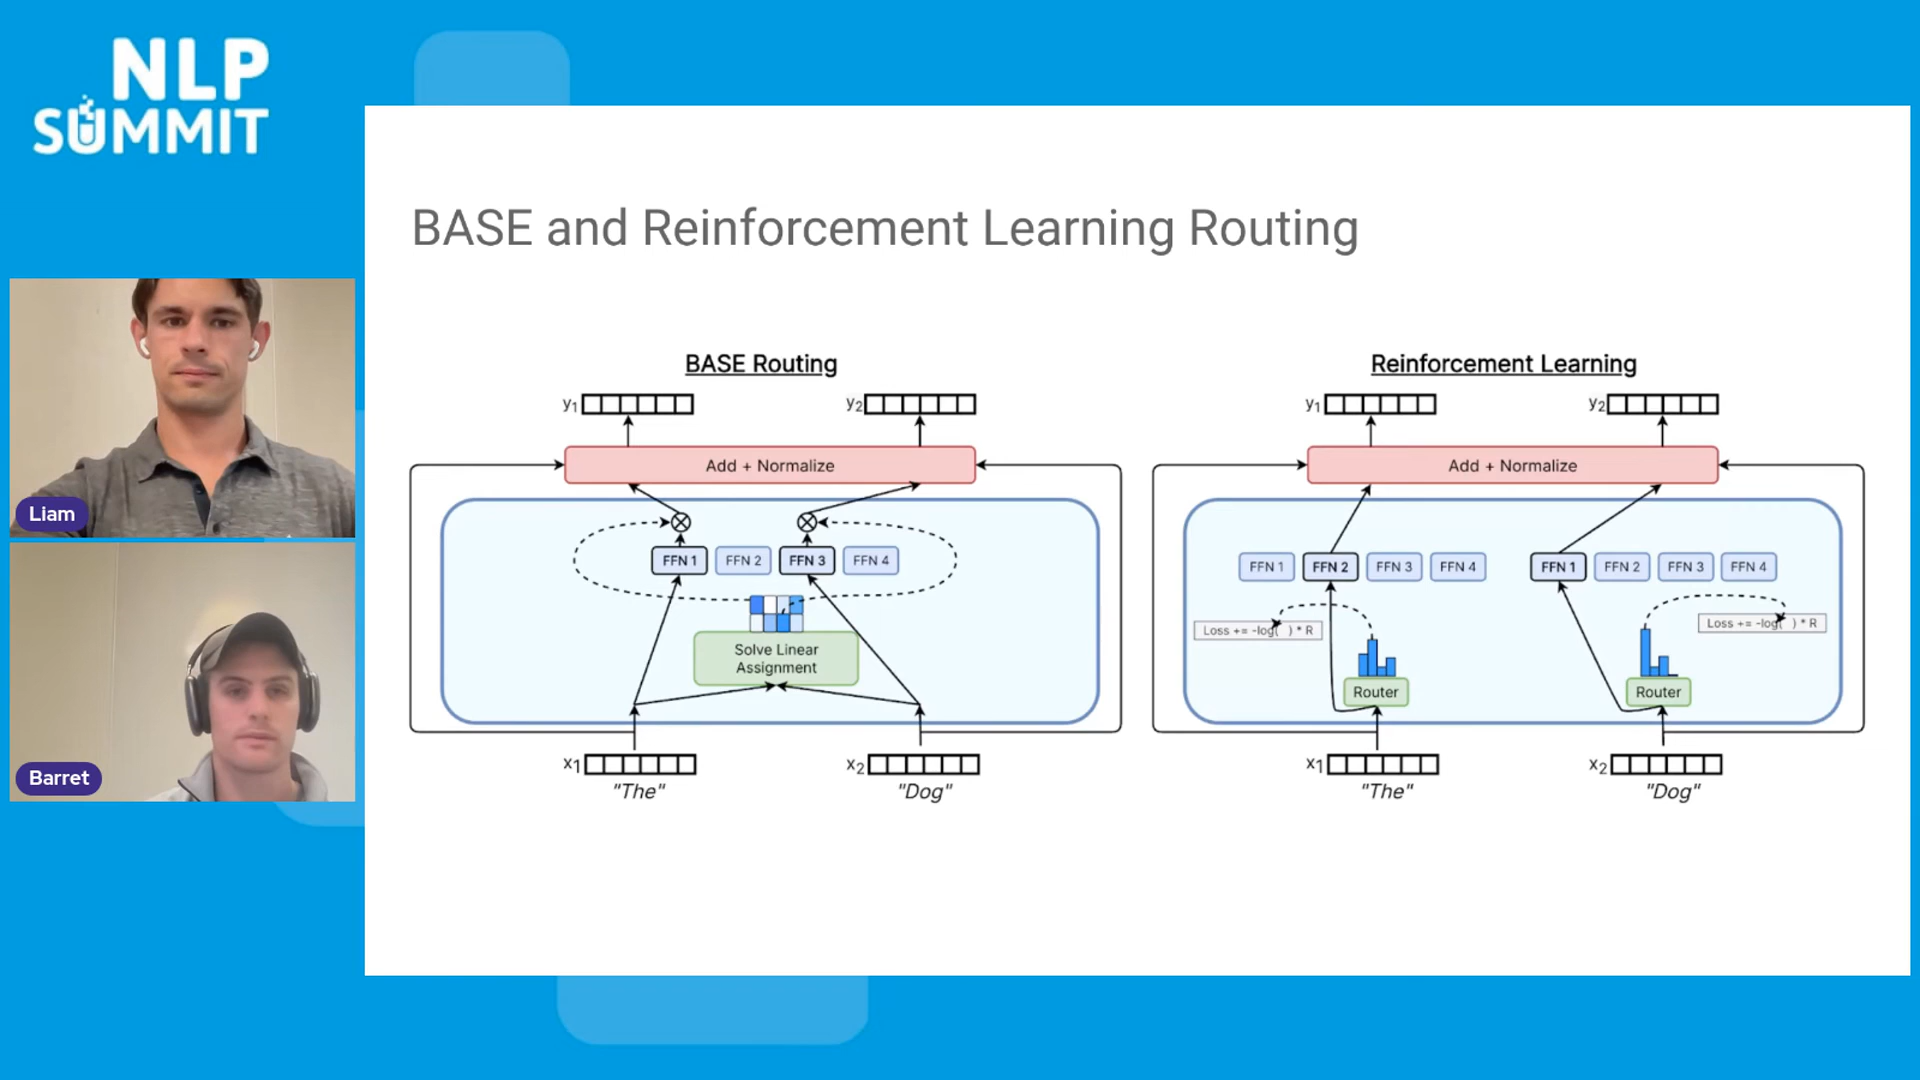 NLP
SUMMIT
BASE and Reinforcement Learning Routing
BASE Routing
y1
y2
Add + Normalize
FFN 1
FFN 2
FFN 3
FFN 4
Solve Linear
Assignment
x1
x2
"The"
"Dog"
Reinforcement Learning
y1
y2
Add + Normalize
FFN 1
FFN 2
FFN 3
FFN 4
FFN 1
FFN 2
FFN 3
FFN 4
Loss += -log( ) * R
Loss += -log( ) * R
Router
Router
x1
x2
"The"
"Dog"
Liam
Barret